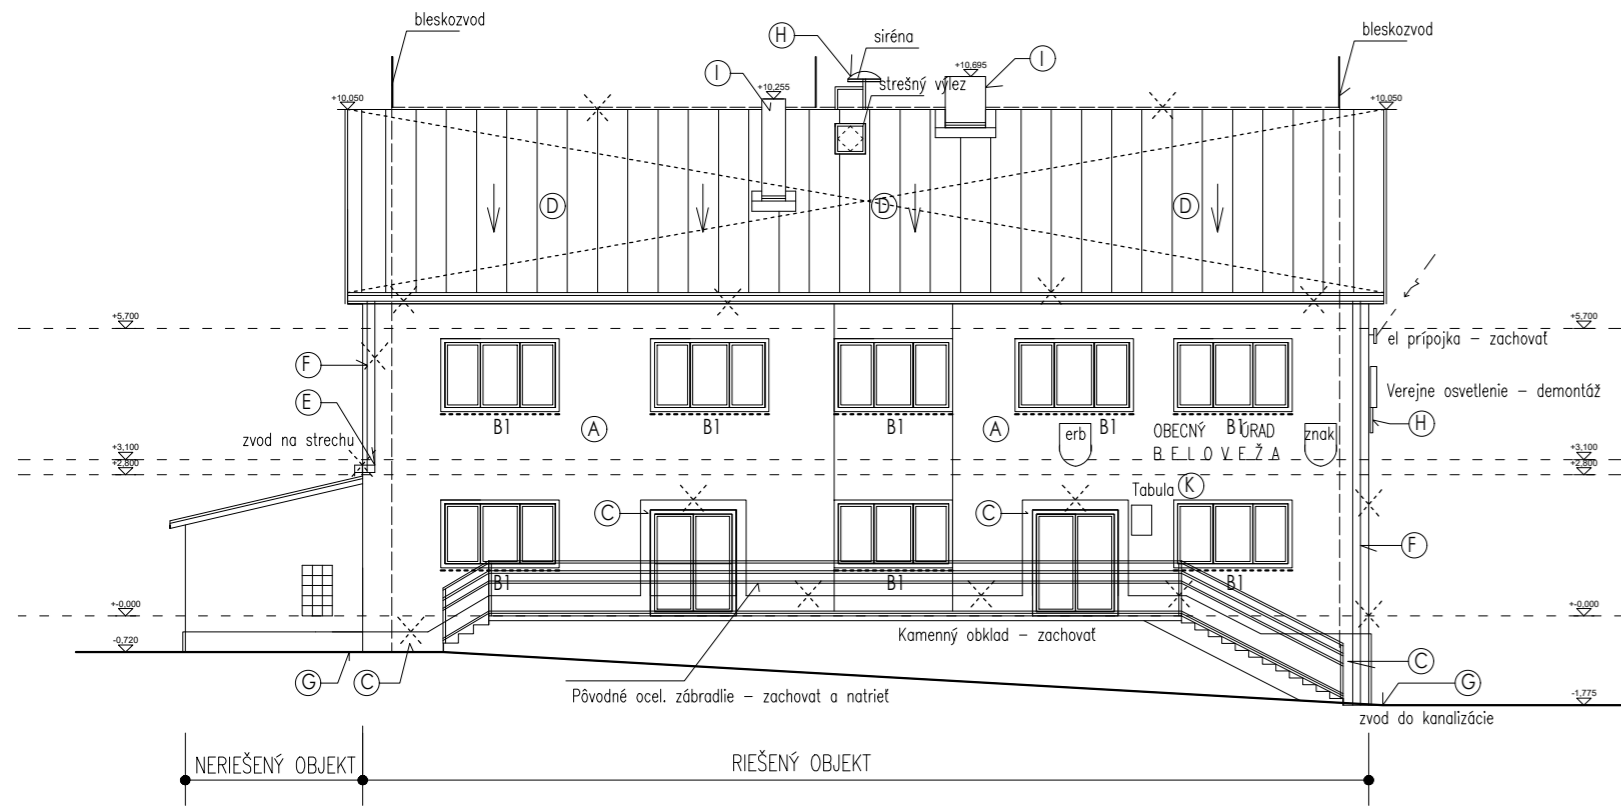 bleskozvod
H
siréna
bleskozvod
I
I
+10,695
strešný výlez
+10,255
+10,050
+10,050
D
D
D
+5,700
+5,700
el prípojka – zachovať
F
Verejne osvetlenie – demontáž
E
H
B1
B1
B1
B1
B1
A
A
erb
OBECNÝ ÚRAD
znak
zvod na strechu
BELOVEŽA
+3,100
+3,100
+2,800
+2,800
Tabula
K
C
C
F
B1
B1
B1
+-0,000
+-0,000
Kamenný obklad – zachovať
-0,720
C
G
C
G
Pôvodné ocel. zábradlie – zachovat a natrieť
-1,775
zvod do kanalizácie
NERIEŠENÝ OBJEKT
RIEŠENÝ OBJEKT